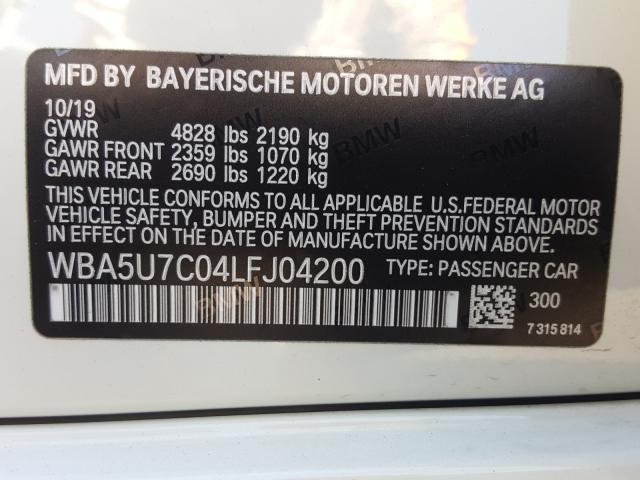 MFD BY BAYERISCHE MOTOREN WERKE AG
10/19
GVWR 4828 lbs 2190 kg
GAWR FRONT 2359 lbs 1070 kg
GAWR REAR 2690 lbs 1220 kg
THIS VEHICLE CONFORMS TO ALL APPLICABLE U.S.FEDERAL MOTOR
VEHICLE SAFETY, BUMPER AND THEFT PREVENTION STANDARDS
IN EFFECT ON THE DATE OF MANUFACTURE SHOWN ABOVE.
WBA5U7C04LFJ04200 TYPE: PASSENGER CAR
300
7 315 814